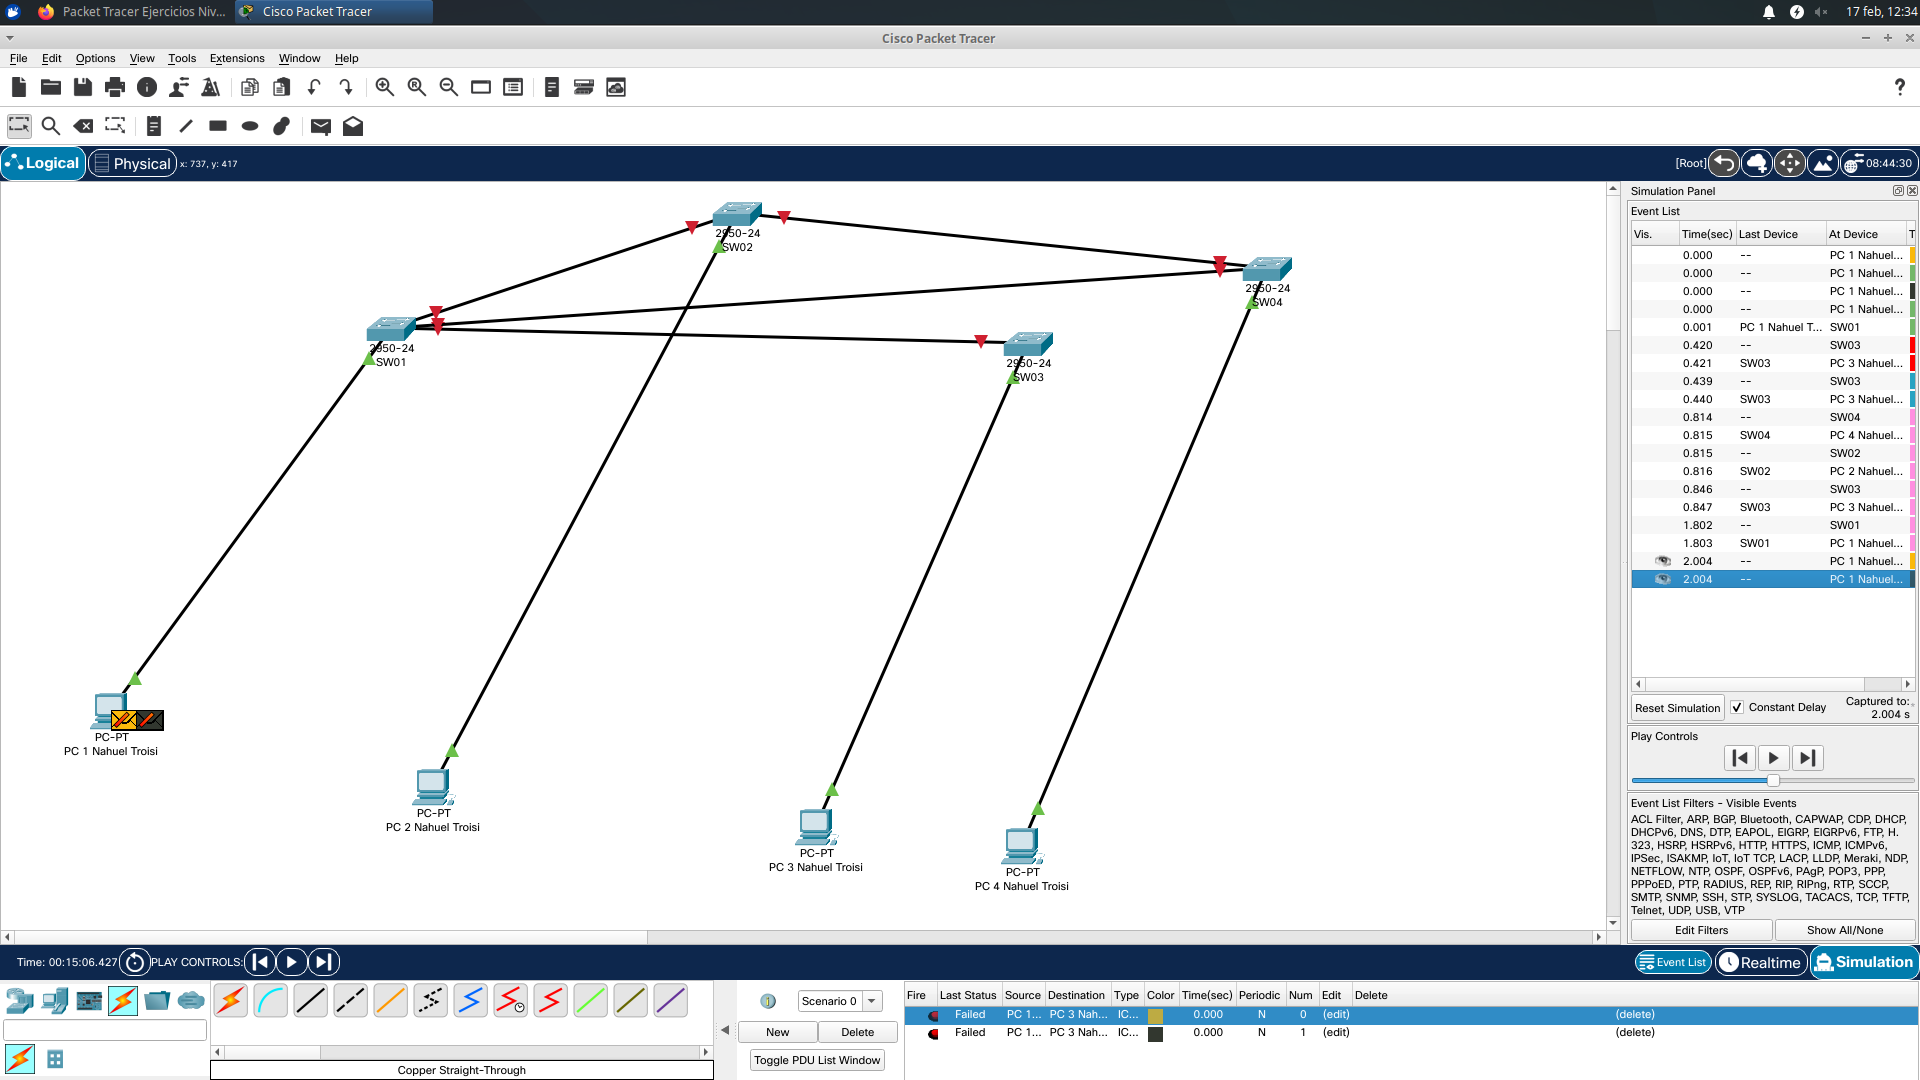 Packet Tracer Ejercicios Niv...
Cisco Packet Tracer
17 feb, 12:34
Cisco Packet Tracer
File Edit Options View Tools Extensions Window Help
Logical
Physical
x: 737, y: 417
[Root]
08:44:30
2950-24
SW02
2950-24
SW04
2950-24
SW01
2950-24
SW03
PC-PT
PC 1 Nahuel Troisi
PC-PT
PC 2 Nahuel Troisi
PC-PT
PC 3 Nahuel Troisi
PC-PT
PC 4 Nahuel Troisi
Simulation Panel
Event List
Vis. Time(sec) Last Device At Device T
0.000 -- PC 1 Nahuel...
0.000 -- PC 1 Nahuel...
0.000 -- PC 1 Nahuel...
0.000 -- PC 1 Nahuel...
0.001 PC 1 Nahuel T... SW01
0.420 -- SW03
0.421 SW03 PC 3 Nahuel...
0.439 -- SW03
0.440 SW03 PC 3 Nahuel...
0.814 -- SW04
0.815 SW04 PC 4 Nahuel...
0.815 -- SW02
0.816 SW02 PC 2 Nahuel...
0.846 -- SW03
0.847 SW03 PC 3 Nahuel...
1.802 -- SW01
1.803 SW01 PC 1 Nahuel...
2.004 -- PC 1 Nahuel...
2.004 -- PC 1 Nahuel...
Reset Simulation
Constant Delay
Captured to:
2.004 s
Play Controls
Event List Filters - Visible Events
ACL Filter, ARP, BGP, Bluetooth, CAPWAP, CDP, DHCP,
DHCPv6, DNS, DTP, EAPOL, EIGRP, EIGRPv6, FTP, H.
323, HSRP, HSRPv6, HTTP, HTTPS, ICMP, ICMPv6,
IPSec, ISAKMP, IoT, IoT TCP, LACP, LLDP, Meraki, NDP,
NETFLOW, NTP, OSPF, OSPFv6, PAgP, POP3, PPP,
PPPoED, PTP, RADIUS, REP, RIP, RIPng, RTP, SCCP,
SMTP, SNMP, SSH, STP, SYSLOG, TACACS, TCP, TFTP,
Telnet, UDP, USB, VTP
Edit Filters
Show All/None
Time: 00:15:06.427
PLAY CONTROLS:
Event List
Realtime
Simulation
Scenario 0
New
Delete
Toggle PDU List Window
Copper Straight-Through
Fire Last Status Source Destination Type Color Time(sec) Periodic Num Edit Delete
Failed PC 1... PC 3 Nah... IC... 0.000 N 0 (edit) (delete)
Failed PC 1... PC 3 Nah... IC... 0.000 N 1 (edit) (delete)